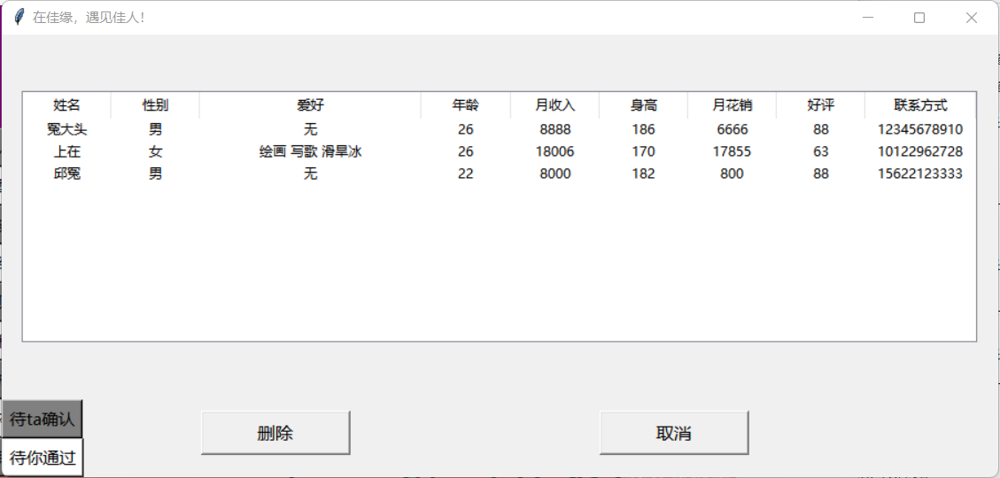 在佳缘，遇见佳人！
姓名 性别 爱好 年龄 月收入 身高 月花销 好评 联系方式
冤大头 男 无 26 8888 186 6666 88 12345678910
上在 女 绘画 写歌 滑旱冰 26 18006 170 17855 63 10122962728
邱冤 男 无 22 8000 182 800 88 15622123333
待ta确认
删除 取消
待你通过